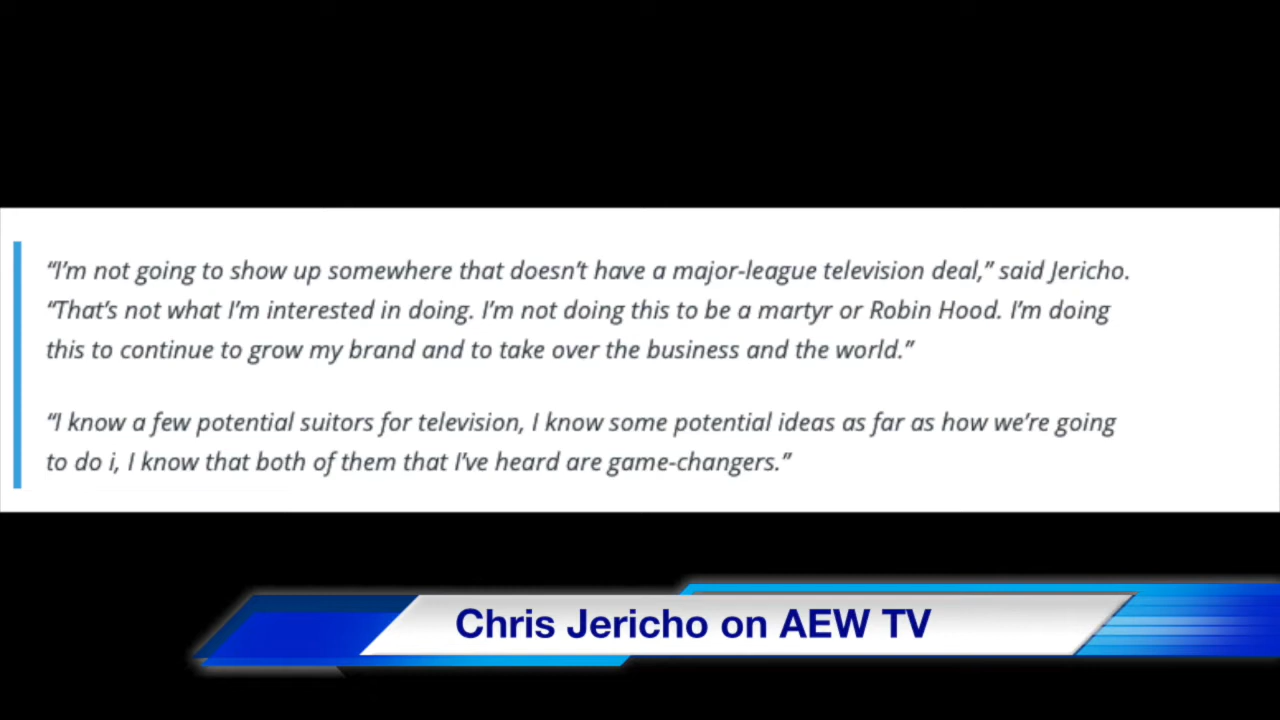 “I’m not going to show up somewhere that doesn’t have a major-league television deal,” said Jericho.
“That’s not what I’m interested in doing. I’m not doing this to be a martyr or Robin Hood. I’m doing
this to continue to grow my brand and to take over the business and the world.”
“I know a few potential suitors for television, I know some potential ideas as far as how we’re going
to do i, I know that both of them that I’ve heard are game-changers.”
Chris Jericho on AEW TV